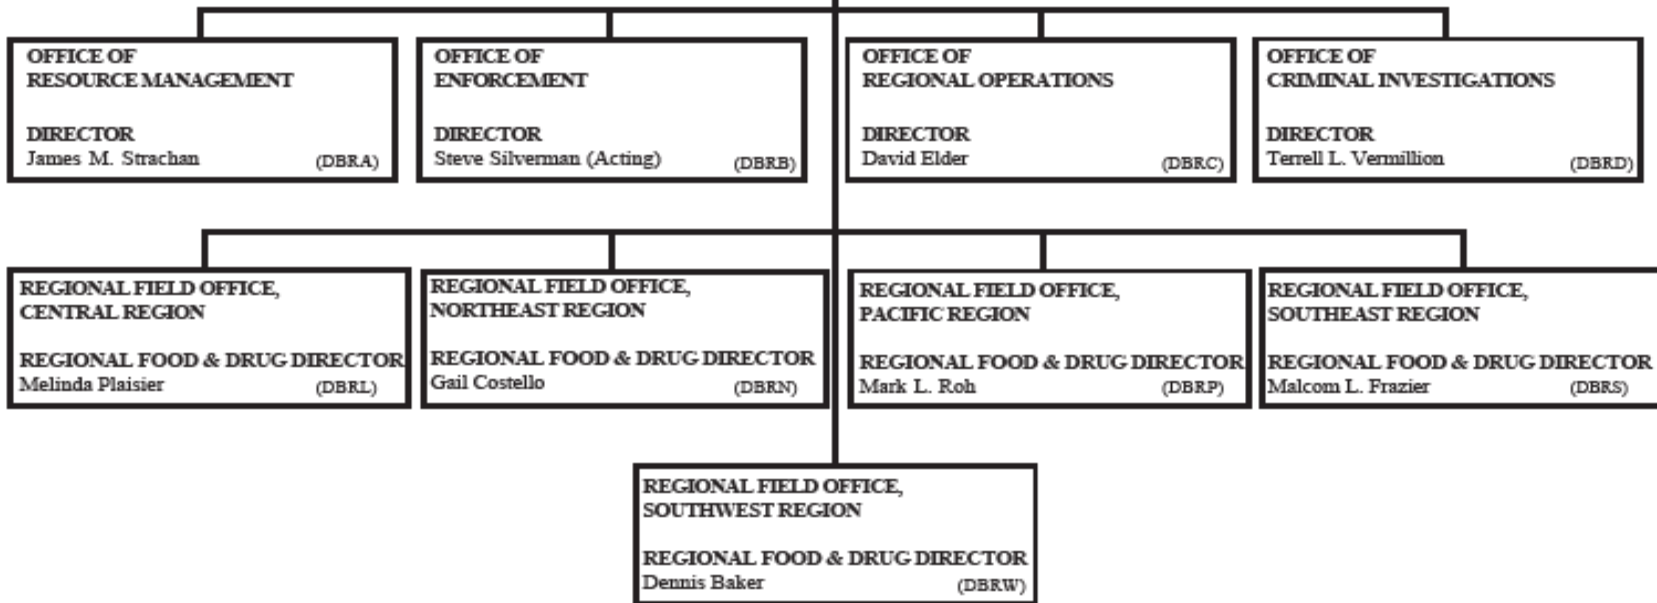 OFFICE OF
RESOURCE MANAGEMENT
DIRECTOR
James M. Strachan (DBRA)
OFFICE OF
ENFORCEMENT
DIRECTOR
Steve Silverman (Acting) (DBRB)
OFFICE OF
REGIONAL OPERATIONS
DIRECTOR
David Elder (DBRC)
OFFICE OF
CRIMINAL INVESTIGATIONS
DIRECTOR
Terrell L. Vermillion (DBRD)
REGIONAL FIELD OFFICE,
CENTRAL REGION
REGIONAL FOOD & DRUG DIRECTOR
Melinda Plaisier (DBRL)
REGIONAL FIELD OFFICE,
NORTHEAST REGION
REGIONAL FOOD & DRUG DIRECTOR
Gail Costello (DBRN)
REGIONAL FIELD OFFICE,
PACIFIC REGION
REGIONAL FOOD & DRUG DIRECTOR
Mark L. Roh (DBRP)
REGIONAL FIELD OFFICE,
SOUTHEAST REGION
REGIONAL FOOD & DRUG DIRECTOR
Malcom L. Frazier (DBRS)
REGIONAL FIELD OFFICE,
SOUTHWEST REGION
REGIONAL FOOD & DRUG DIRECTOR
Dennis Baker (DBRW)